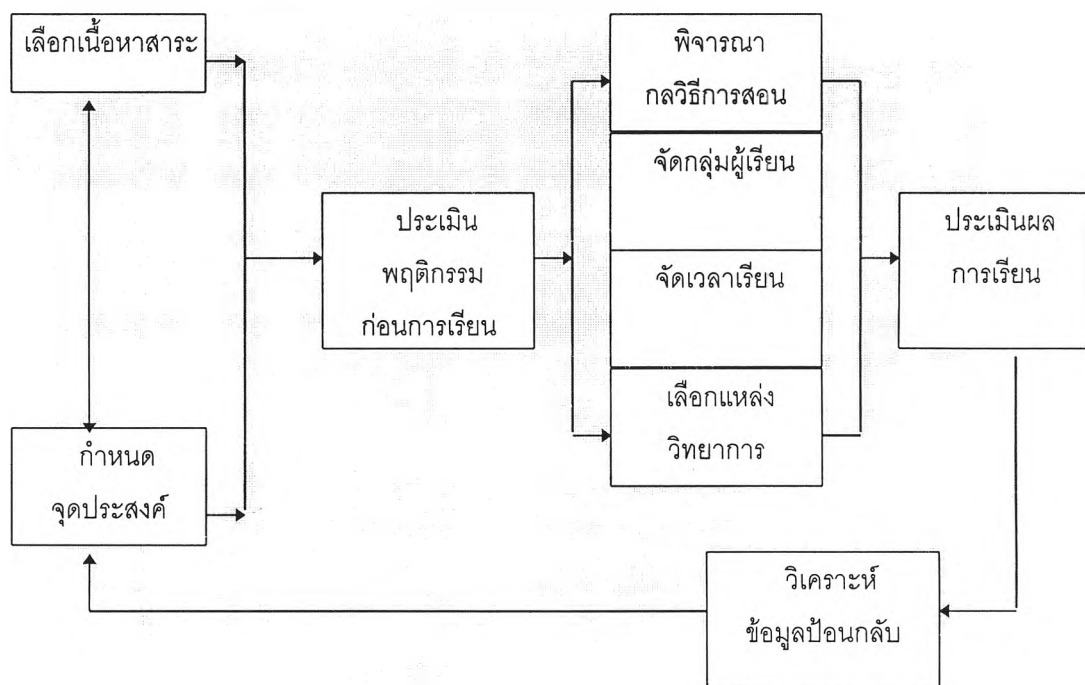 เลือกเนื้อหาสาระ
กำหนด
จุดประสงค์
ประเมิน
พฤติกรรม
ก่อนการเรียน
พิจารณา
กลวิธีการสอน
จัดกลุ่มผู้เรียน
จัดเวลาเรียน
เลือกแหล่ง
วิทยาการ
ประเมินผล
การเรียน
วิเคราะห์
ข้อมูลป้อนกลับ